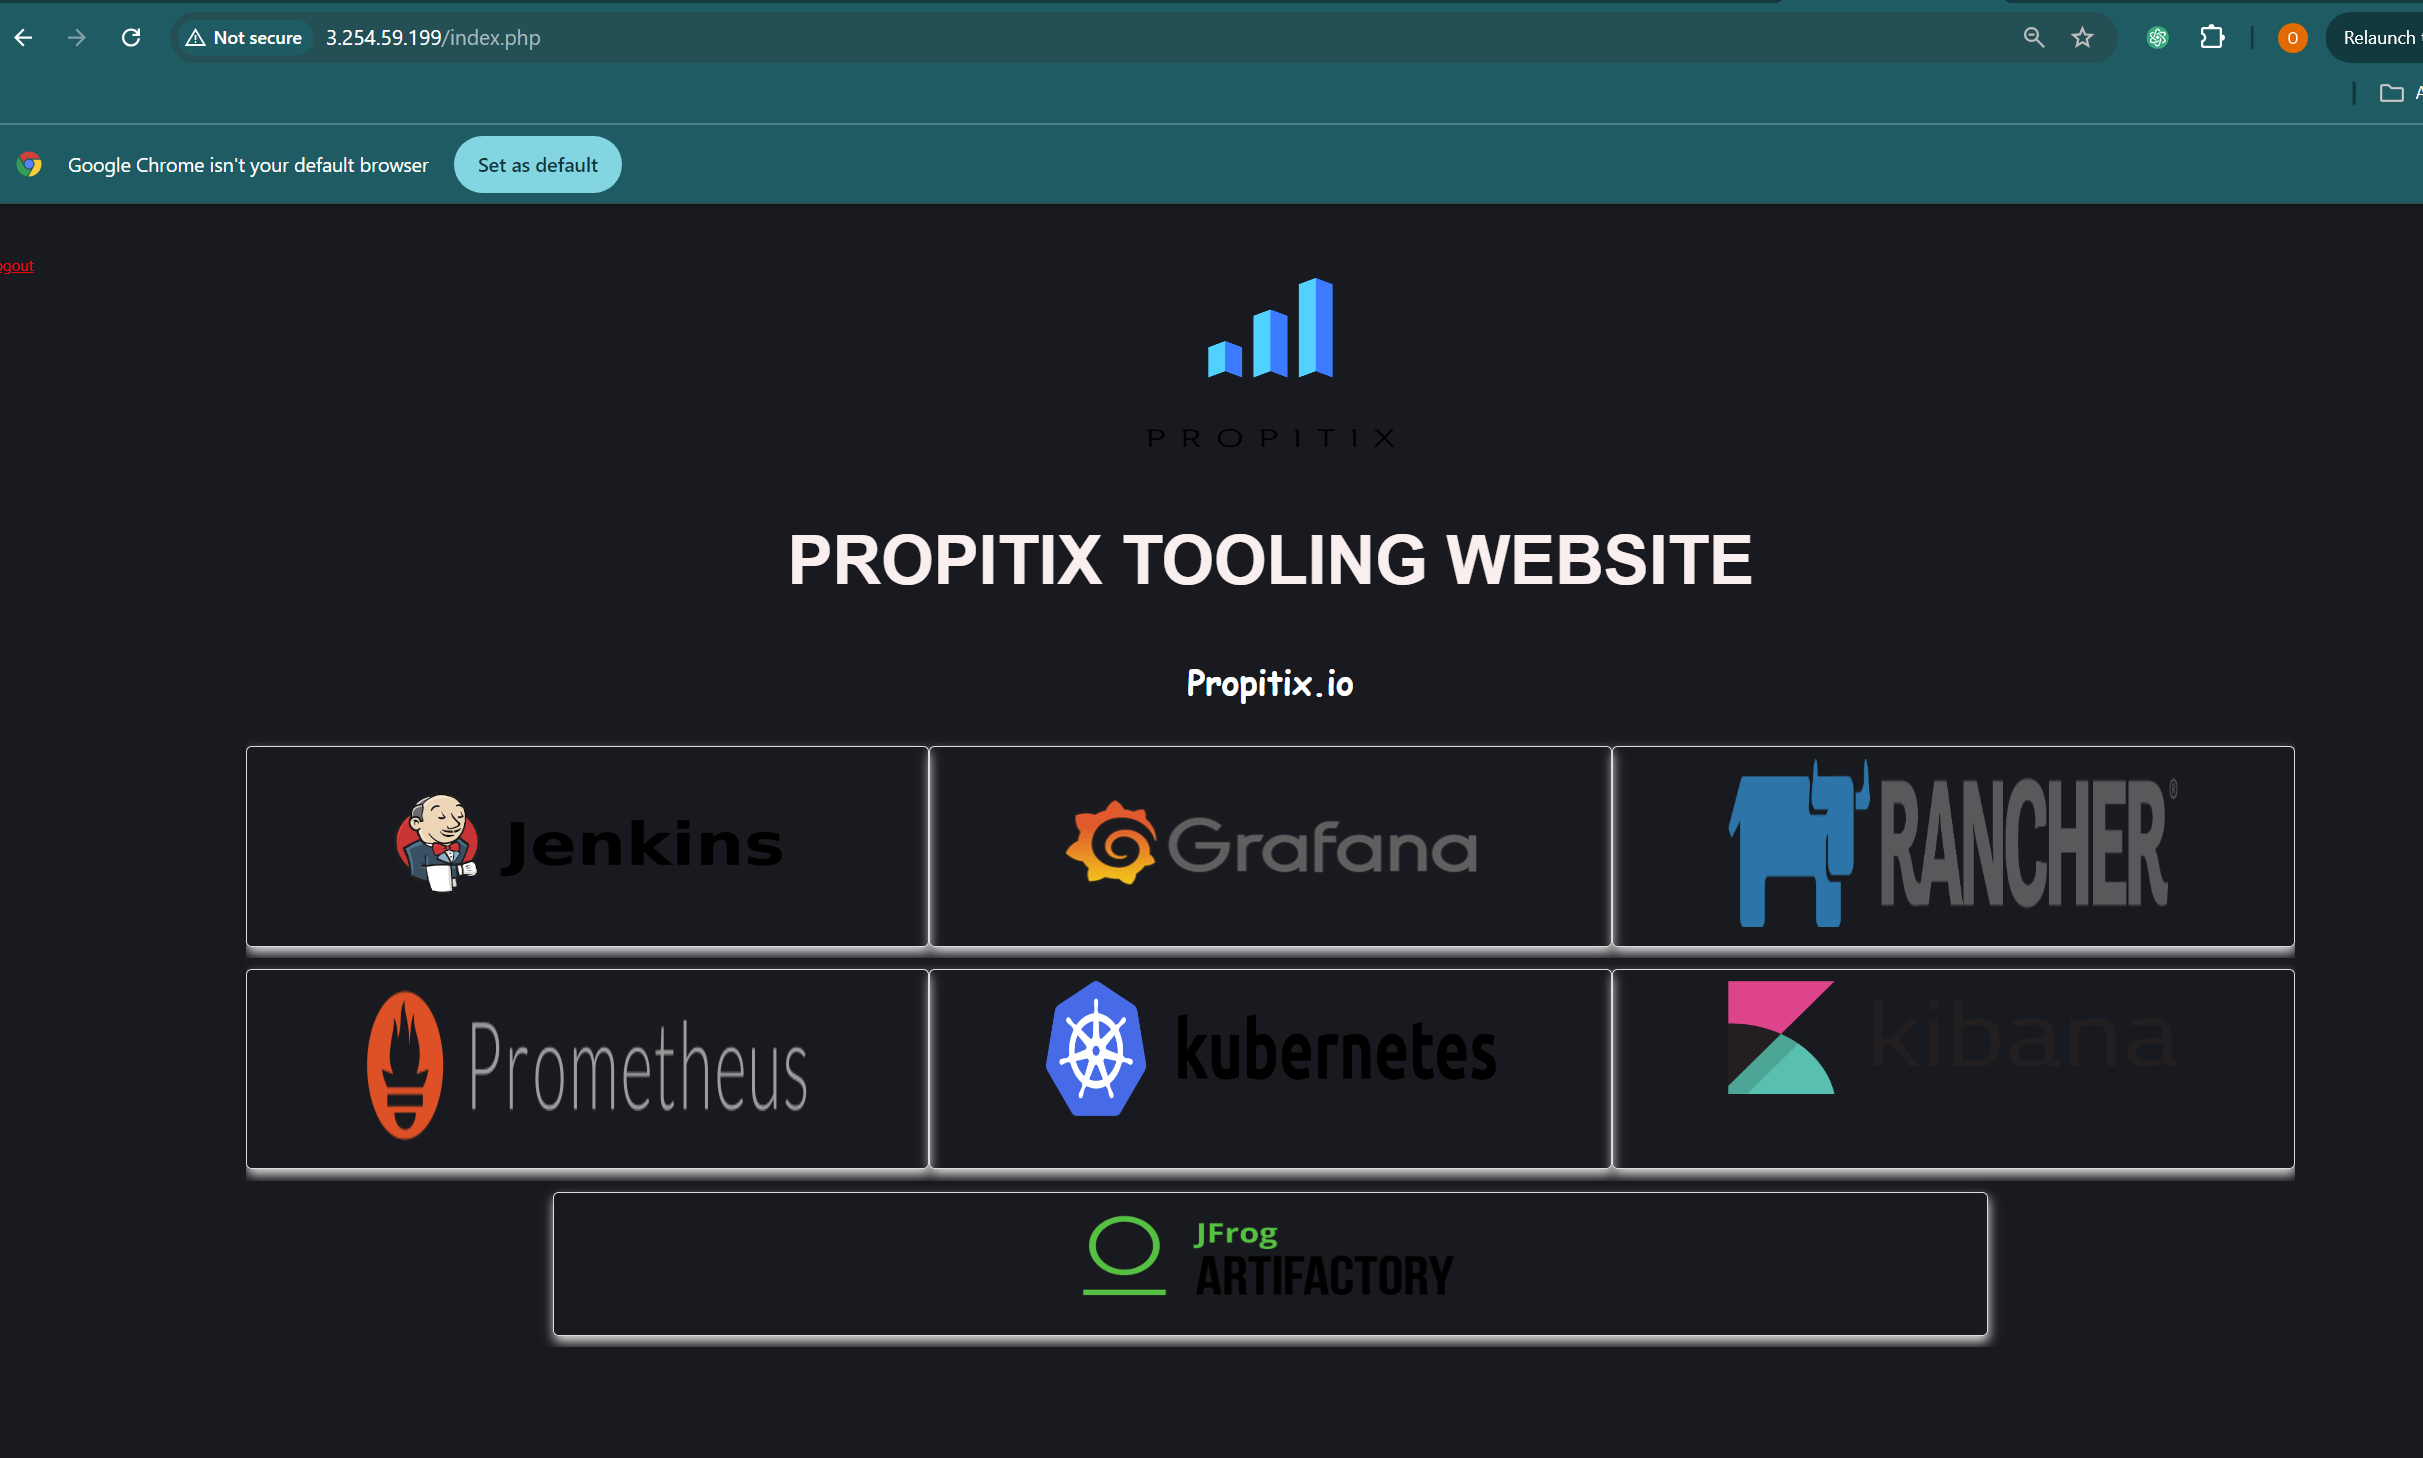 Not secure 3.254.59.199/index.php O Relaunch
Google Chrome isn't your default browser Set as default
PROPITIX
PROPITIX TOOLING WEBSITE
Propitix.io
Jenkins Grafana RANCHER®
Prometheus kubernetes kibana
JFrog
ARTIFACTORY